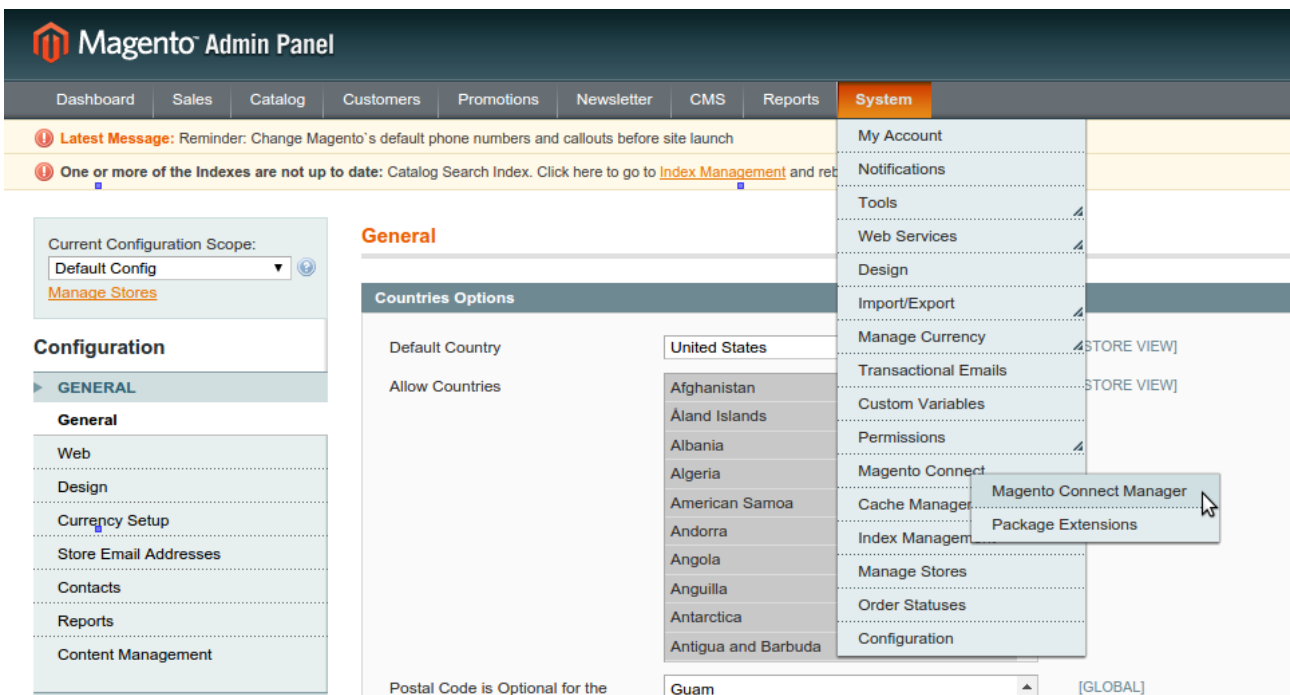 Magento Admin Panel
Dashboard Sales Catalog Customers Promotions Newsletter CMS Reports System
Latest Message: Reminder: Change Magento`s default phone numbers and callouts before site launch
One or more of the Indexes are not up to date: Catalog Search Index. Click here to go to Index Management and
My Account
Notifications
Tools
Web Services
Design
Import/Export
Manage Currency
Transactional Emails
Custom Variables
Permissions
Magento Connect
Cache
Index
Manage Stores
Order Statuses
Configuration
Magento Connect Manager
Package Extensions
Current Configuration Scope:
Default Config
Manage Stores
Configuration
GENERAL
General
Web
Design
Currency Setup
Store Email Addresses
Contacts
Reports
Content Management
General
Countries Options
Default Country United States [STORE VIEW]
Allow Countries STORE VIEW]
Afghanistan
Åland Islands
Albania
Algeria
American Samoa
Andorra
Angola
Anguilla
Antarctica
Antigua and Barbuda
Postal Code is Optional for the Guam [GLOBAL]